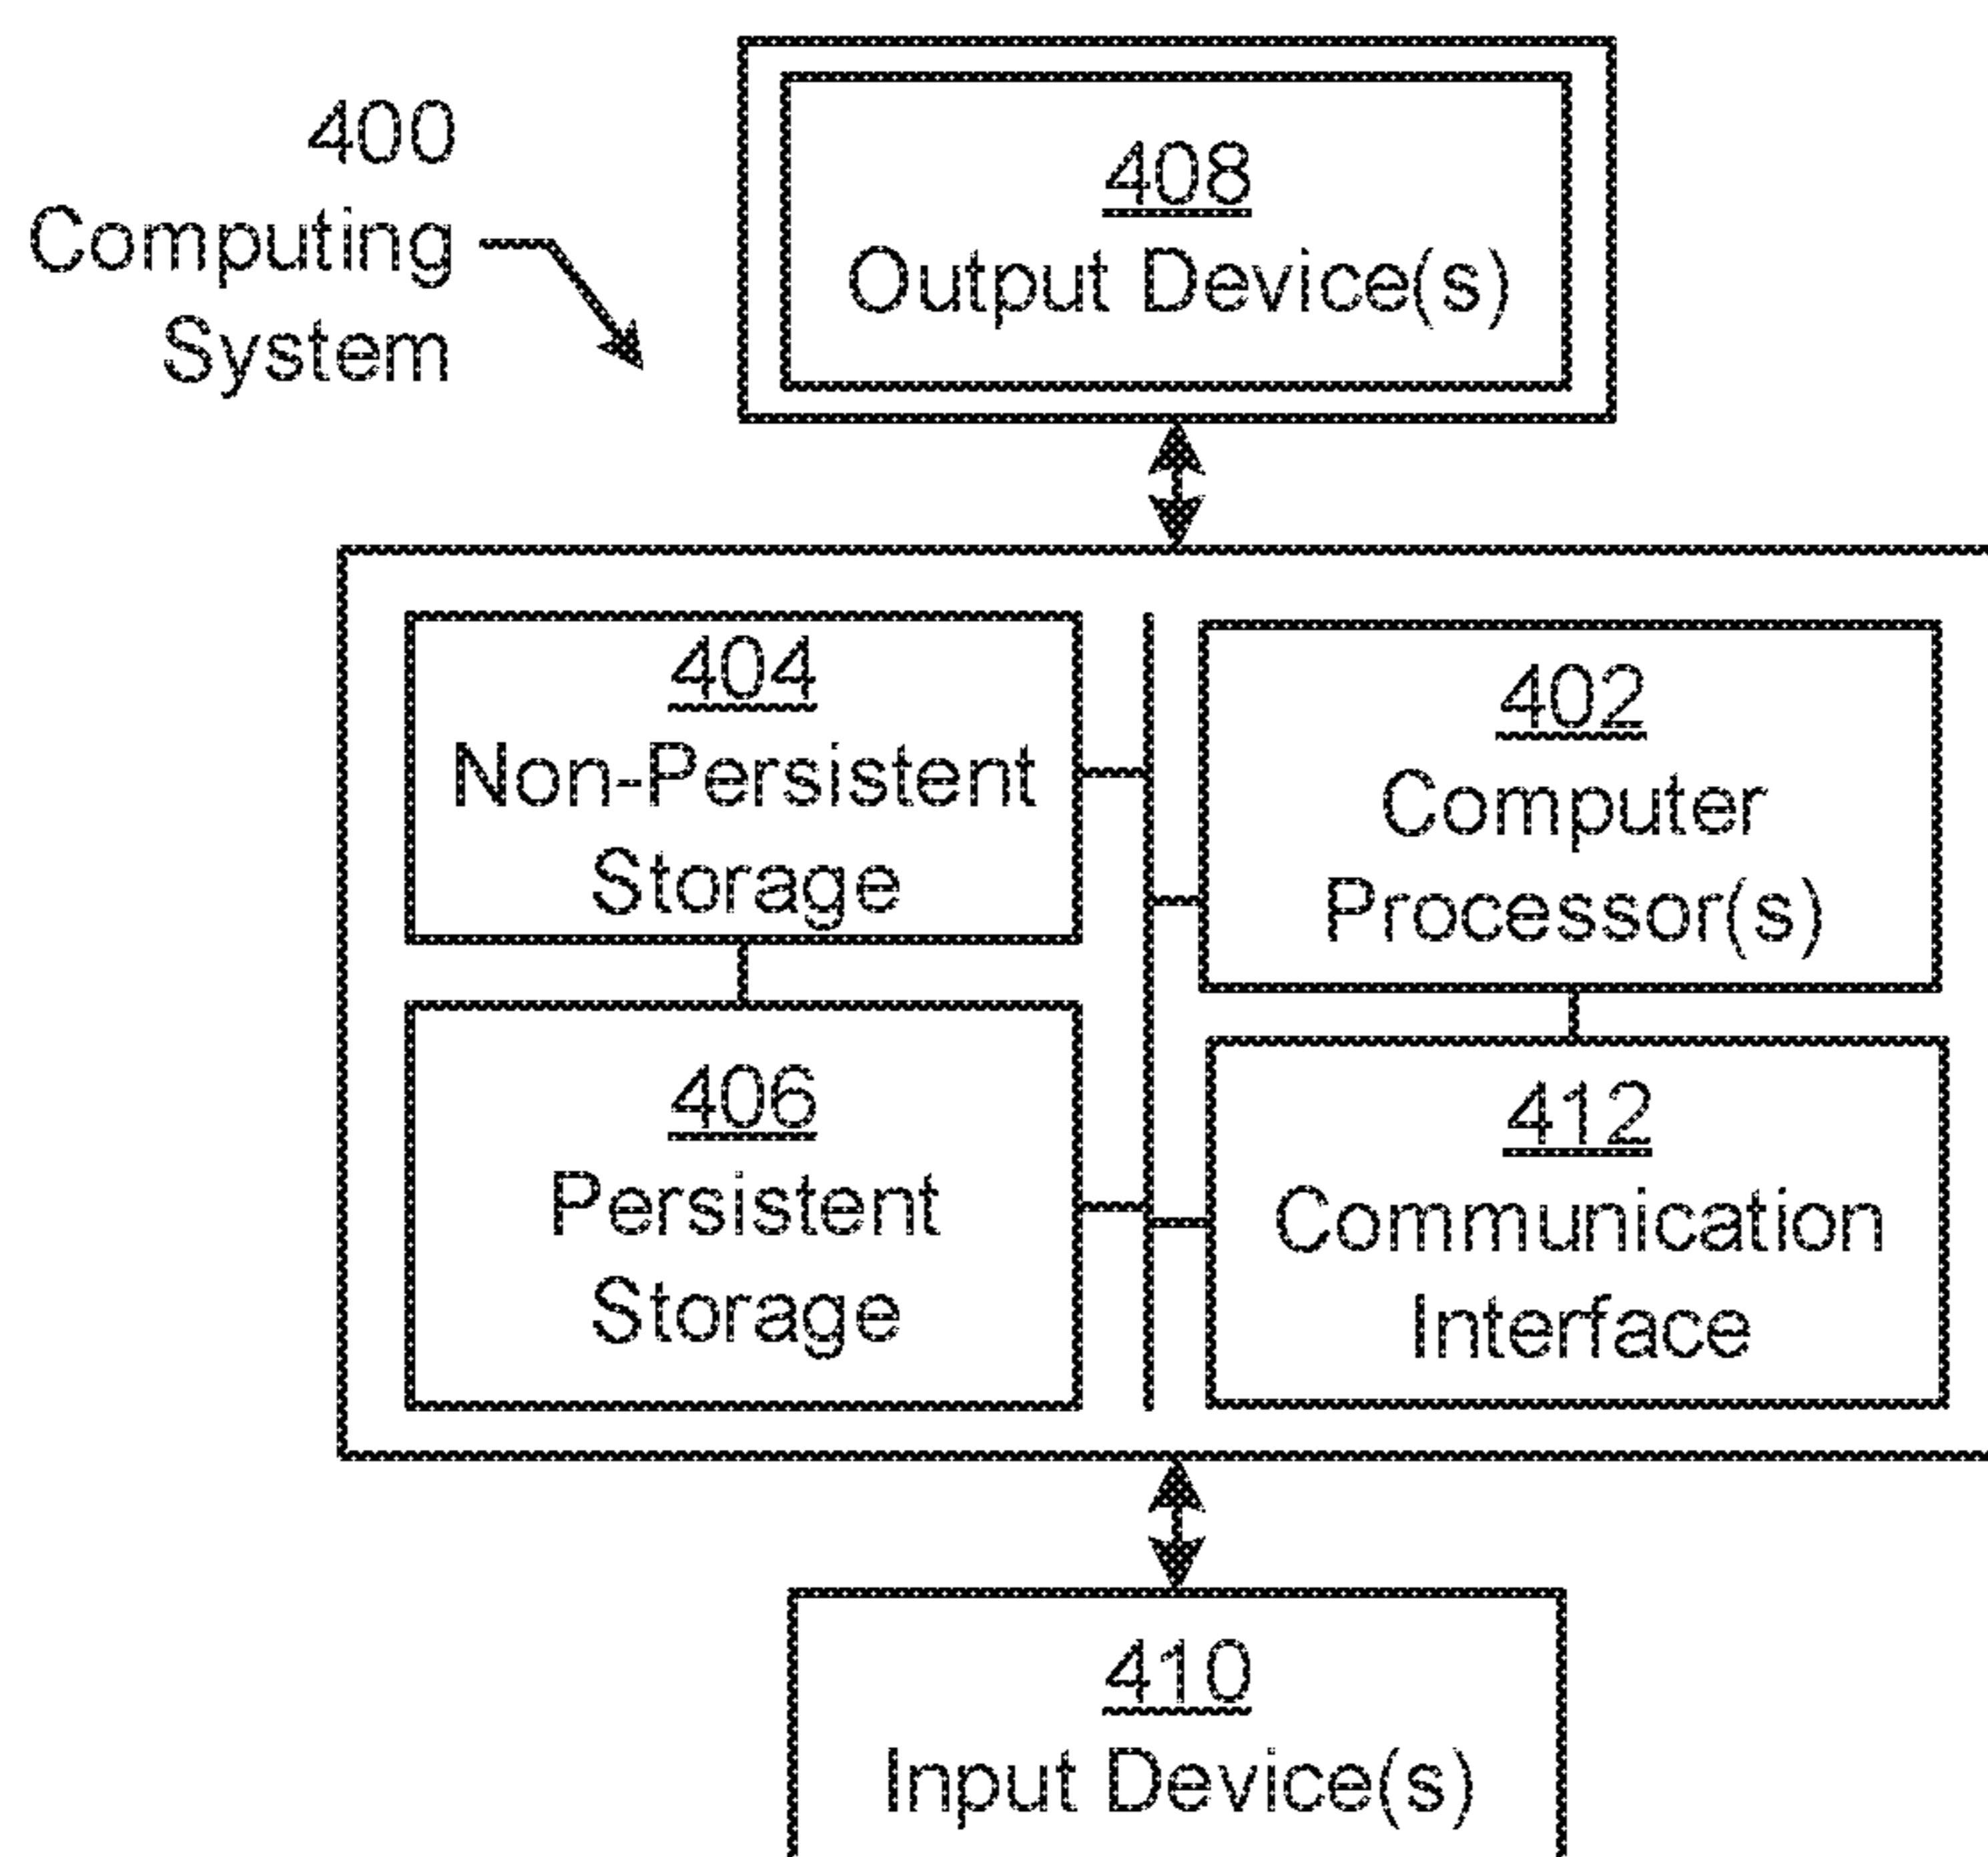 400
Computing
System
408
Output Device(s)
404
Non-Persistent
Storage
402
Computer
Processor(s)
406
Persistent
Storage
412
Communication
Interface
410
Input Device(s)